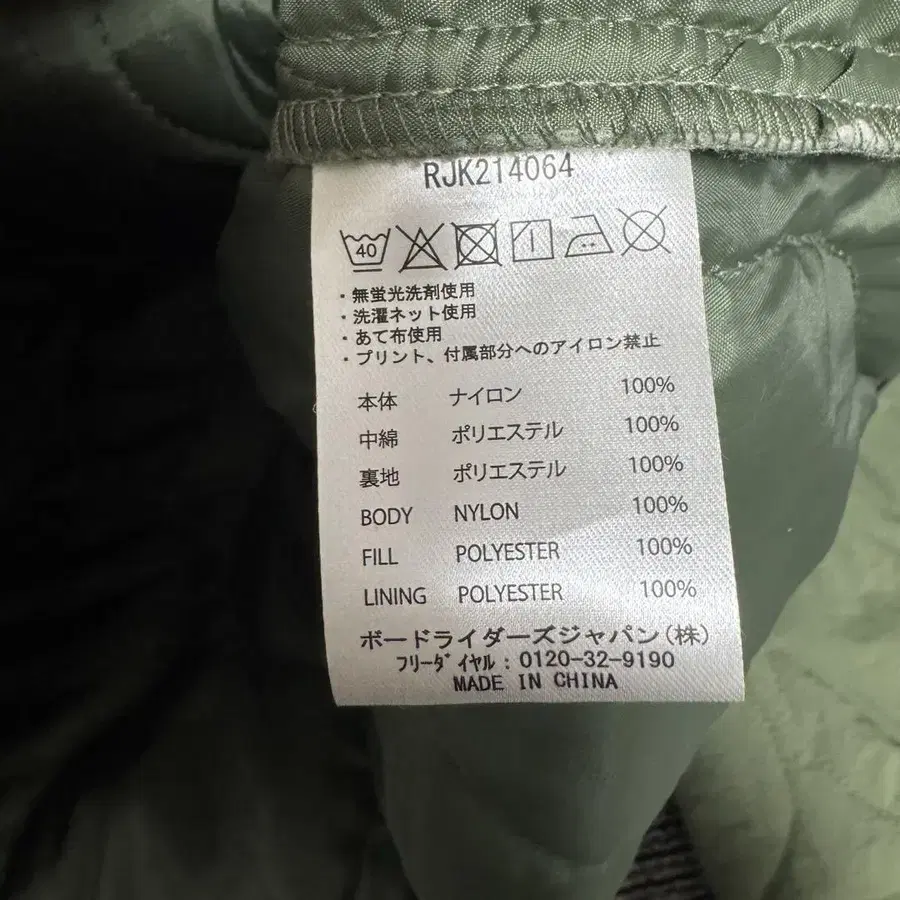 RJK214064
40
・無蛍光洗剤使用
・洗濯ネット使用
・あて布使用
・プリント、付属部分へのアイロン禁止
本体 ナイロン 100%
中綿 ポリエステル 100%
裏地 ポリエステル 100%
BODY NYLON 100%
FILL POLYESTER 100%
LINING POLYESTER 100%
ボードライダーズジャパン(株)
フリーダイヤル : 0120-32-9190
MADE IN CHINA